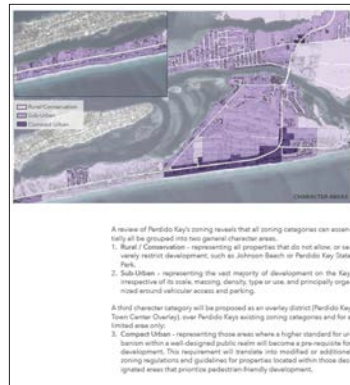 Rural/Conservation
Sub-Urban
Compact Urban
CHARACTER AREAS
A review of Perdido Key's zoning reveals that all zoning categories can essen-
tially all be grouped into two general character areas.
1. Rural / Conservation - representing all properties that do not allow, or se-
verely restrict development, such as Johnson Beach or Perdido Key State
Park.
2. Sub-Urban - representing the vast majority of development on the Key,
irrespective of its scale, massing, density, type or use, and principally orga-
nized around vehicular access and parking.
A third character category will be proposed as an overlay district (Perdido Key
Town Center Overlay), over Perdido Keys existing zoning categories and for a
limited area only:
3. Compact Urban - representing those areas where a higher standard for ur-
banism within a well-designed public realm will become a pre-requisite for
development. This requirement will translate into modified or additional
zoning regulations and guidelines for properties located within those des-
ignated areas that prioritize pedestrian-friendly development.